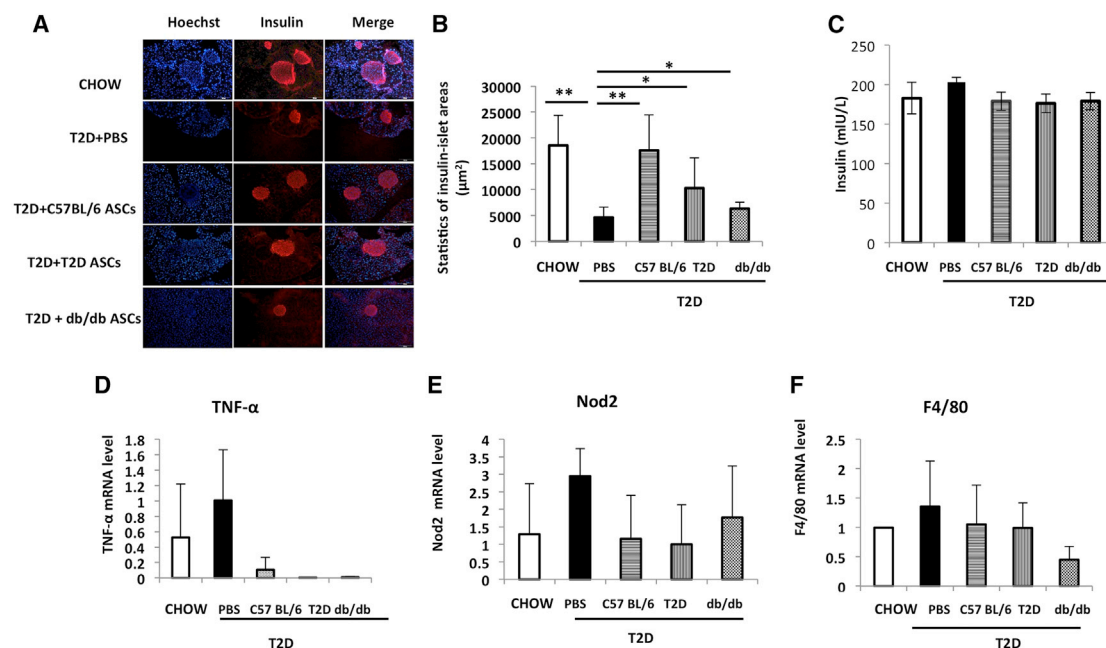 A
Hoechst Insulin Merge
CHOW
T2D+PBS
T2D+C57BL/6 ASCs
T2D+T2D ASCs
T2D + db/db ASCs
B
Statistics of insulin-islet areas
(µm²)
30000
25000
20000
15000
10000
5000
0
** ** * *
CHOW PBS C57 BL/6 T2D db/db
T2D
C
Insulin (mIU/L)
250
200
150
100
50
0
CHOW PBS C57 BL/6 T2D db/db
T2D
D
TNF-α
TNF-α mRNA level
1.8
1.6
1.4
1.2
1
0.8
0.6
0.4
0.2
0
CHOW PBS C57 BL/6 T2D db/db
T2D
E
Nod2
Nod2 mRNA level
4
3.5
3
2.5
2
1.5
1
0.5
0
CHOW PBS C57 BL/6 T2D db/db
T2D
F
F4/80
F4/80 mRNA level
2.5
2
1.5
1
0.5
0
CHOW PBS C57 BL/6 T2D db/db
T2D